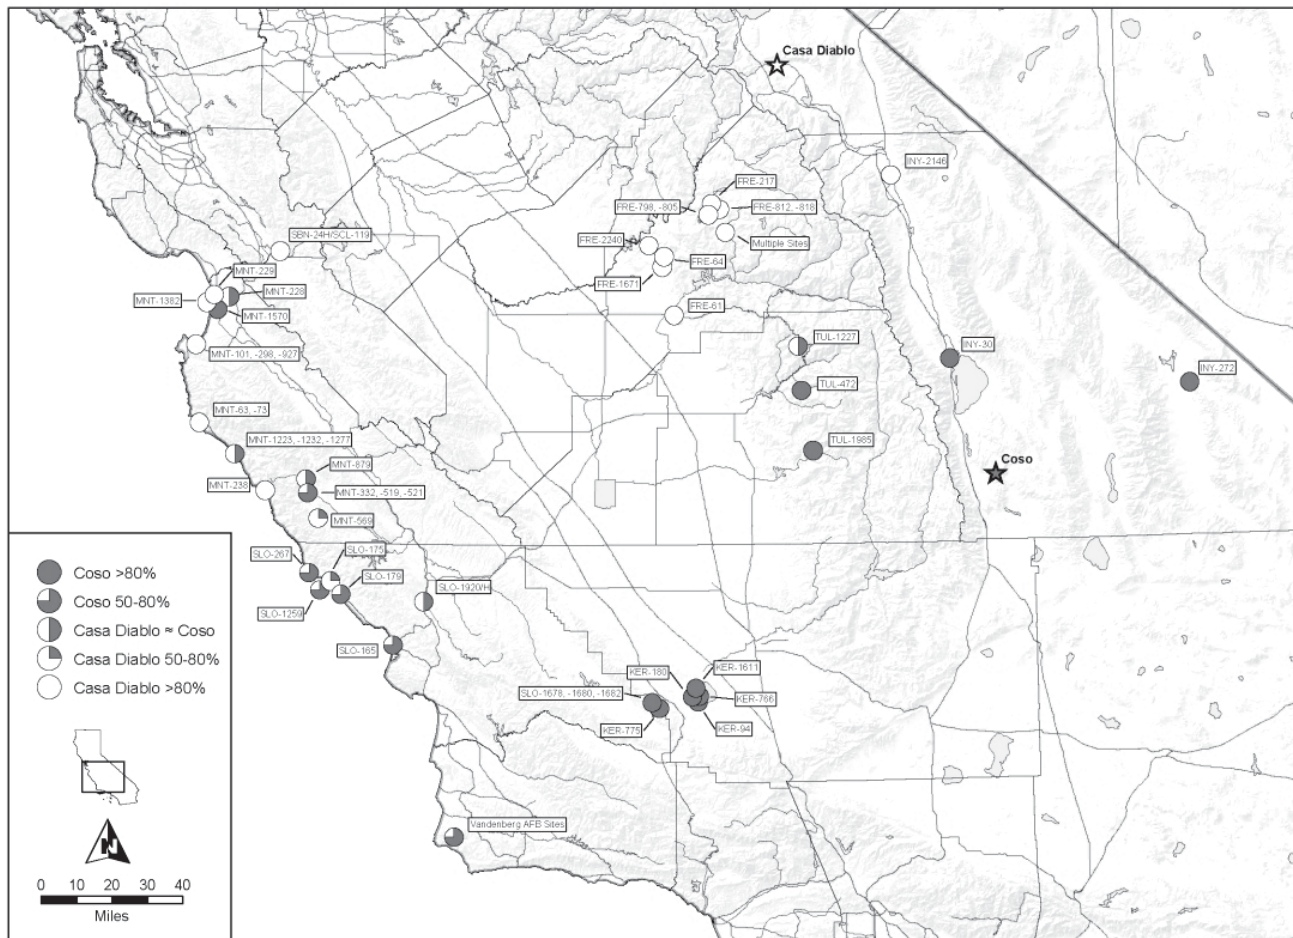 Casa Diablo
INY-2146
FRE-217
FRE-798, -805
FRE-812, -818
SBN-24H/SCL-119
FRE-2240
Multiple Sites
MNT-229
FRE-64
MNT-228
FRE-1671
MNT-1382
MNT-1570
FRE-61
TUL-1227
MNT-101, -298, -927
INY-30
INY-272
TUL-472
MNT-63, -73
MNT-1223, -1232, -1277
TUL-1985
Coso
MNT-879
MNT-238
MNT-332, -519, -521
MNT-569
SLO-267
SLO-175
SLO-179
SLO-1920/H
SLO-1259
SLO-165
KER-180
KER-1611
SLO-1678, -1680, -1682
KER-766
KER-775
KER-94
Vandenberg AFB Sites
Coso >80%
Coso 50-80%
Casa Diablo ≈ Coso
Casa Diablo 50-80%
Casa Diablo >80%
N
0 10 20 30 40
Miles